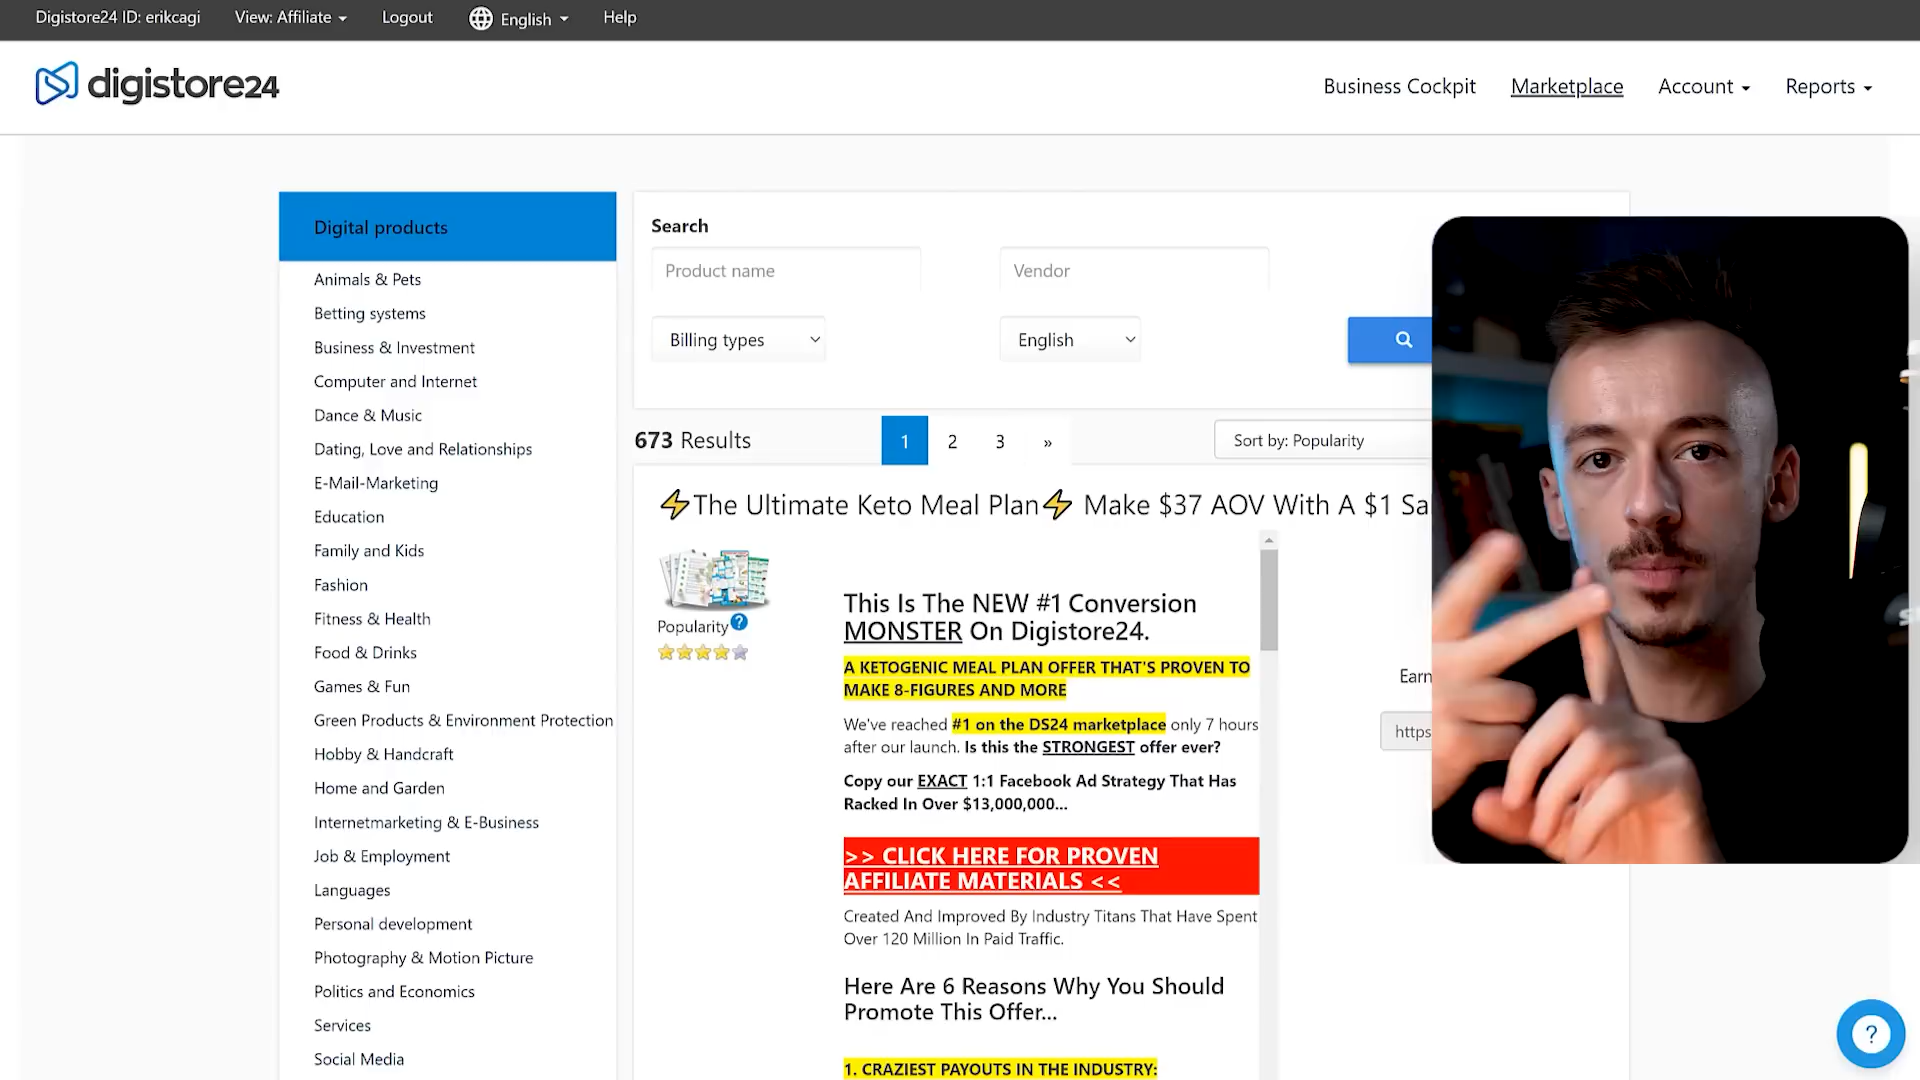 Digistore24 ID: erikcagi
View: Affiliate
Logout
English
Help
digistore24
Business Cockpit
Marketplace
Account
Reports
Digital products
Animals & Pets
Betting systems
Business & Investment
Computer and Internet
Dance & Music
Dating, Love and Relationships
E-Mail-Marketing
Education
Family and Kids
Fashion
Fitness & Health
Food & Drinks
Games & Fun
Green Products & Environment Protection
Hobby & Handcraft
Home and Garden
Internetmarketing & E-Business
Job & Employment
Languages
Personal development
Photography & Motion Picture
Politics and Economics
Services
Social Media
Search
Product name
Vendor
Billing types
English
673 Results
1 2 3 »
Sort by: Popularity
⚡The Ultimate Keto Meal Plan⚡ Make $37 AOV With A $1 Sa
Popularity ?
This Is The NEW #1 Conversion
MONSTER On Digistore24.
A KETOGENIC MEAL PLAN OFFER THAT'S PROVEN TO
MAKE 8-FIGURES AND MORE
We've reached #1 on the DS24 marketplace only 7 hours
after our launch. Is this the STRONGEST offer ever?
Copy our EXACT 1:1 Facebook Ad Strategy That Has
Racked In Over $13,000,000...
>> CLICK HERE FOR PROVEN
AFFILIATE MATERIALS <<
Created And Improved By Industry Titans That Have Spent
Over 120 Million In Paid Traffic.
Here Are 6 Reasons Why You Should
Promote This Offer...
1. CRAZIEST PAYOUTS IN THE INDUSTRY:
Earn
https
?